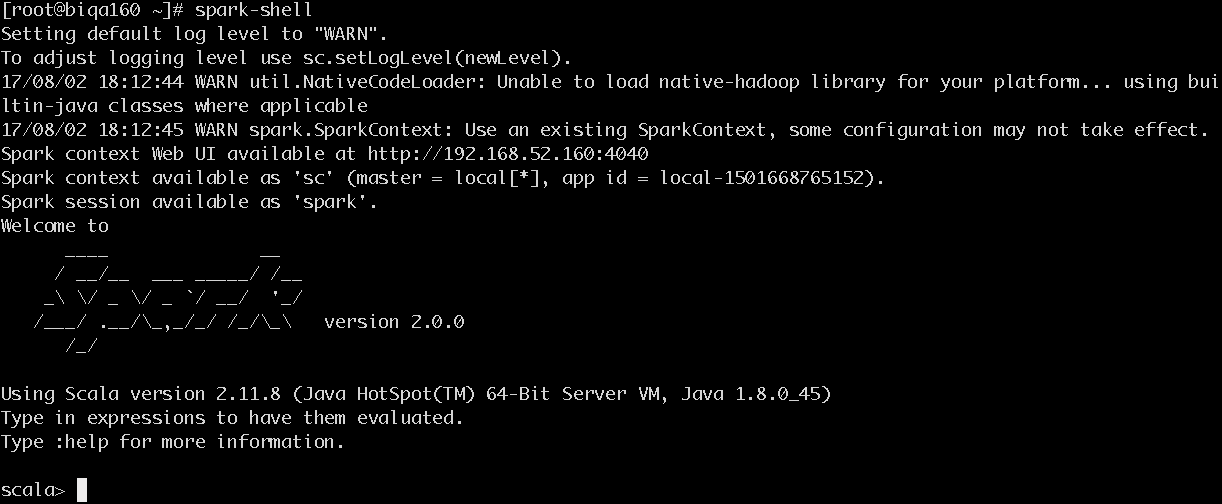 [root@biqa160 ~]# spark-shell
Setting default log level to "WARN".
To adjust logging level use sc.setLogLevel(newLevel).
17/08/02 18:12:44 WARN util.NativeCodeLoader: Unable to load native-hadoop library for your platform... using bui
ltin-java classes where applicable
17/08/02 18:12:45 WARN spark.SparkContext: Use an existing SparkContext, some configuration may not take effect.
Spark context Web UI available at http://192.168.52.160:4040
Spark context available as 'sc' (master = local[*], app id = local-1501668765152).
Spark session available as 'spark'.
Welcome to
      ____              __
     / __/__  ___ _____/ /__
    _\ \/ _ \/ _ `/ __/  '_/
   /___/ .__/\_,_/_/ /_/\_\   version 2.0.0
      /_/

Using Scala version 2.11.8 (Java HotSpot(TM) 64-Bit Server VM, Java 1.8.0_45)
Type in expressions to have them evaluated.
Type :help for more information.

scala>